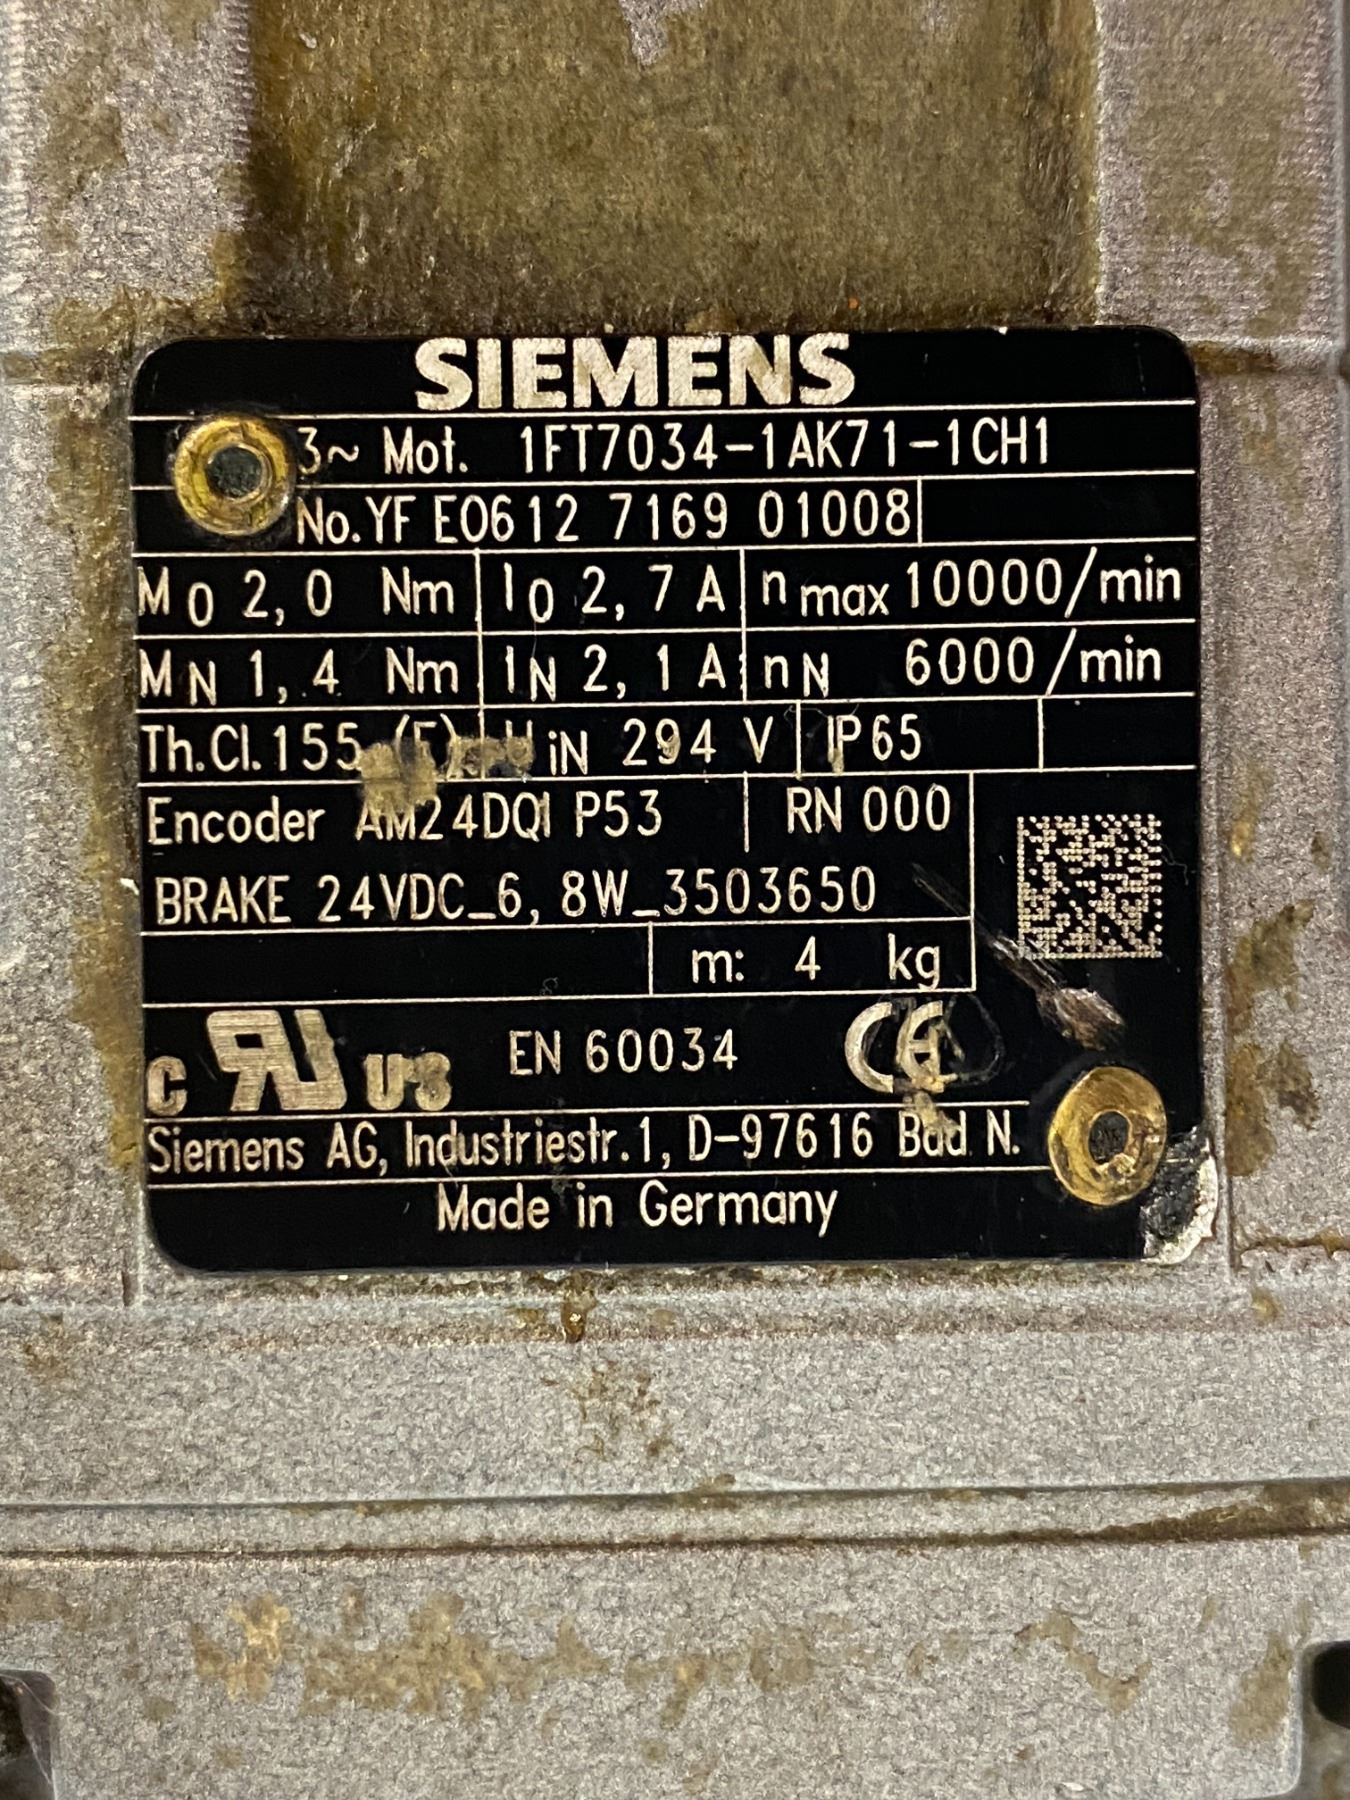 SIEMENS
3~ Mot. 1FT7034-1AK71-1CH1
No.YF E0612 7169 01008
M0 2,0 Nm I0 2,7 A nmax 10000/min
MN 1,4 Nm IN 2,1 A nN 6000/min
Th.Cl.155 (F) UiN 294 V IP65
Encoder AM24DQI P53 RN 000
BRAKE 24VDC_6,8W_3503650
m: 4 kg
c RU US EN 60034 CE
Siemens AG, Industriestr.1, D-97616 Bad N.
Made in Germany